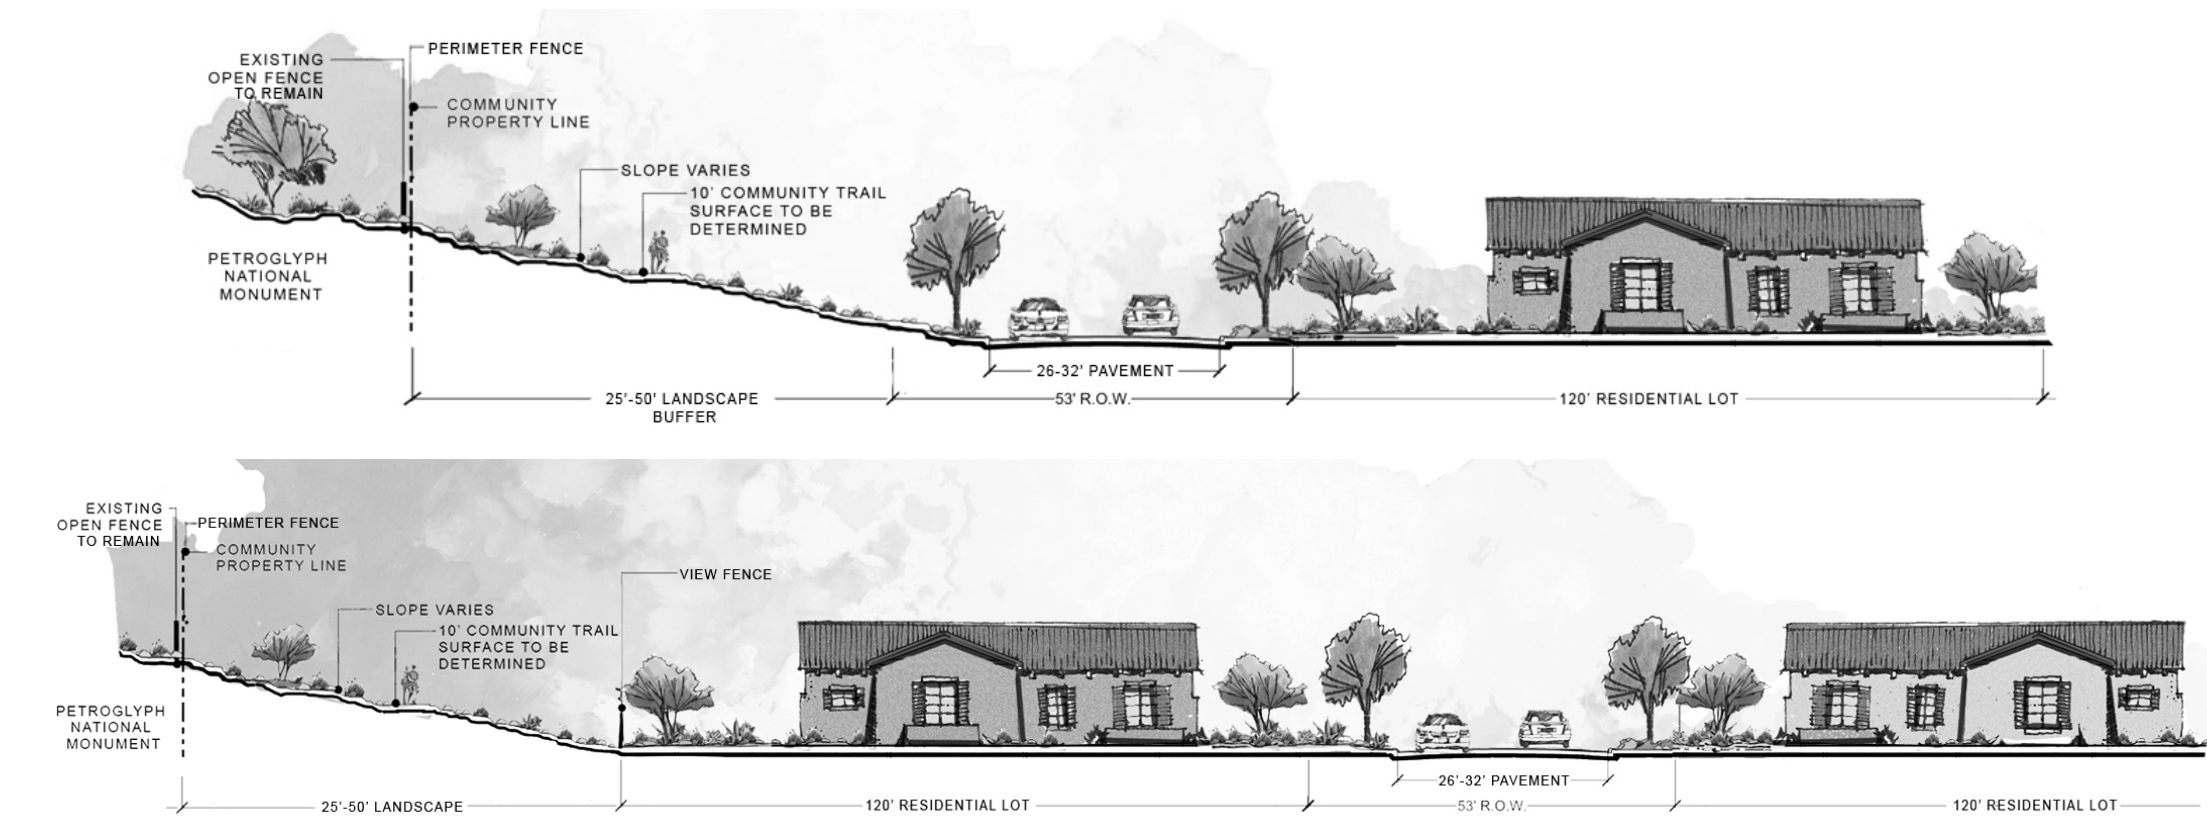 PERIMETER FENCE
EXISTING
OPEN FENCE
TO REMAIN
COMMUNITY
PROPERTY LINE
SLOPE VARIES
10' COMMUNITY TRAIL
SURFACE TO BE
DETERMINED
PETROGLYPH
NATIONAL
MONUMENT
26-32' PAVEMENT
25'-50' LANDSCAPE
BUFFER
53' R.O.W.
120' RESIDENTIAL LOT
EXISTING
OPEN FENCE
TO REMAIN
PERIMETER FENCE
COMMUNITY
PROPERTY LINE
VIEW FENCE
SLOPE VARIES
10' COMMUNITY TRAIL
SURFACE TO BE
DETERMINED
PETROGLYPH
NATIONAL
MONUMENT
26'-32' PAVEMENT
25'-50' LANDSCAPE
120' RESIDENTIAL LOT
53' R.O.W.
120' RESIDENTIAL LOT